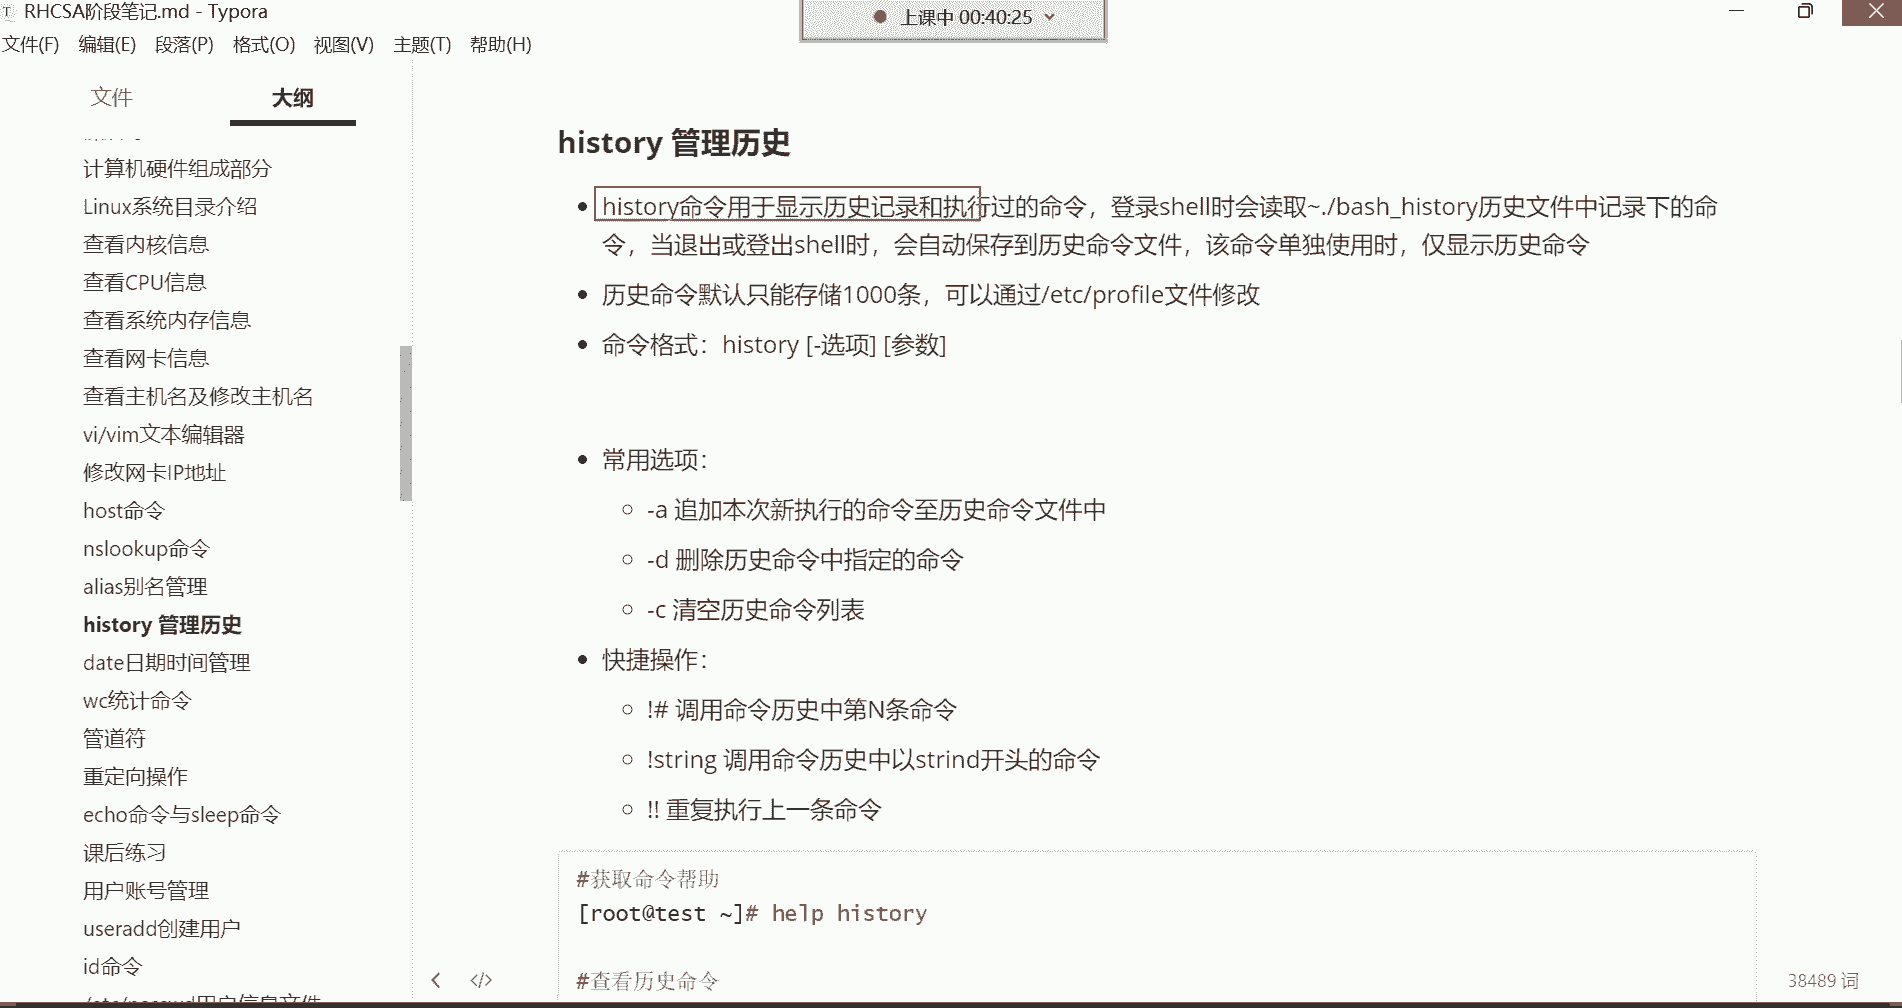 RHCSA阶段笔记.md - Typora
上课中 00:40:25
文件(F) 编辑(E) 段落(P) 格式(O) 视图(V) 主题(T) 帮助(H)
文件 大纲
计算机硬件组成部分
Linux系统目录介绍
查看内核信息
查看CPU信息
查看系统内存信息
查看网卡信息
查看主机名及修改主机名
vi/vim文本编辑器
修改网卡IP地址
host命令
nslookup命令
alias别名管理
history 管理历史
date日期时间管理
wc统计命令
管道符
重定向操作
echo命令与sleep命令
课后练习
用户账号管理
useradd创建用户
id命令
/etc/passwd用户信息文件
history 管理历史
history命令用于显示历史记录和执行过的命令，登录shell时会读取~./bash_history历史文件中记录下的命
令，当退出或登出shell时，会自动保存到历史命令文件，该命令单独使用时，仅显示历史命令
历史命令默认只能存储1000条，可以通过/etc/profile文件修改
命令格式：history [-选项] [参数]
常用选项：
-a 追加本次新执行的命令至历史命令文件中
-d 删除历史命令中指定的命令
-c 清空历史命令列表
快捷操作：
!# 调用命令历史中第N条命令
!string 调用命令历史中以strind开头的命令
!! 重复执行上一条命令
#获取命令帮助
[root@test ~]# help history
#查看历史命令
38489 词